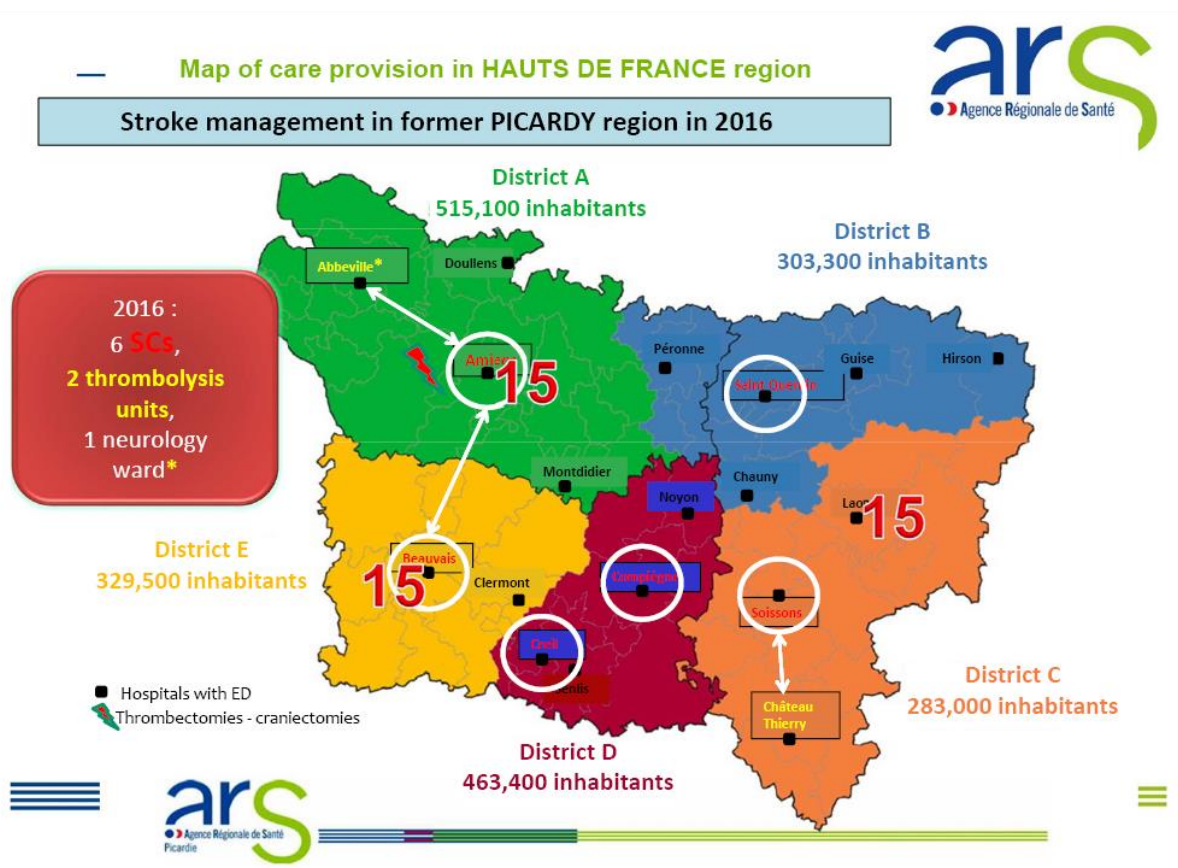 Map of care provision in HAUTS DE FRANCE region
ars
Agence Régionale de Santé
Stroke management in former PICARDY region in 2016
District A
515,100 inhabitants
District B
303,300 inhabitants
Abbeville*
Doullens
2016 :
6 SCs,
2 thrombolysis
units,
1 neurology
ward*
Amiens
15
Péronne
Guise
Hirson
Saint Quentin
Montdidier
Chauny
Noyon
Laon
15
District E
329,500 inhabitants
Beauvais
15
Clermont
Compiègne
Soissons
Creil
Senlis
District C
283,000 inhabitants
Château
Thierry
Hospitals with ED
Thrombectomies - craniectomies
District D
463,400 inhabitants
ars
Agence Régionale de Santé
Picardie